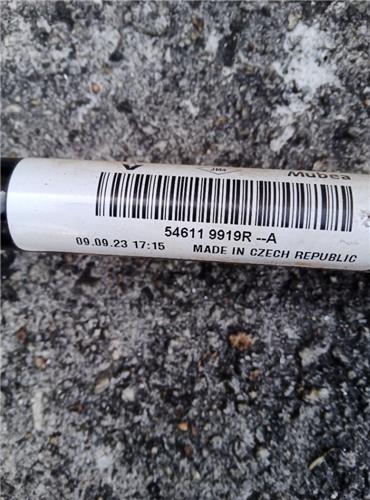 Mubea
54611 9919R --A
09.09.23 17:15 MADE IN CZECH REPUBLIC